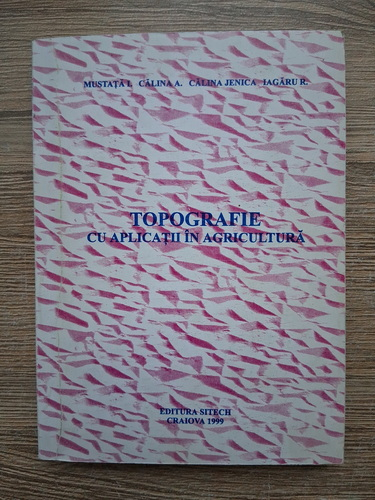 MUSTAȚĂ I. CĂLINA A. CĂLINA JENICA IAGĂRU R.
TOPOGRAFIE
CU APLICAȚII ÎN AGRICULTURĂ
EDITURA SITECH
CRAIOVA 1999